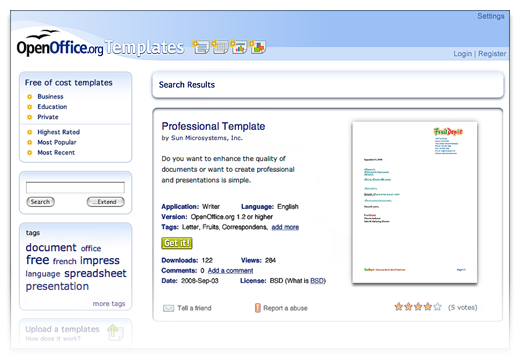 Settings
OpenOffice.org Templates
Login | Register
Free of cost templates
Business
Education
Private
Highest Rated
Most Popular
Most Recent
Search
...Extend
tags
document office
free french impress
language spreadsheet
presentation
more tags
Upload a templates
How does it work?
Search Results
Professional Template
by Sun Microsystems, Inc.
Do you want to enhance the quality of
documents or want to create professional
and presentations is simple.
Application: Writer Language: English
Version: OpenOffice.org 1.2 or higher
Tags: Letter, Fruits, Correspondens, add more
Get it!
Downloads: 122 Views: 284
Comments: 0 Add a comment
Date: 2008-Sep-03 License: BSD (What is BSD)
Tell a friend
Report a abuse
(5 votes)